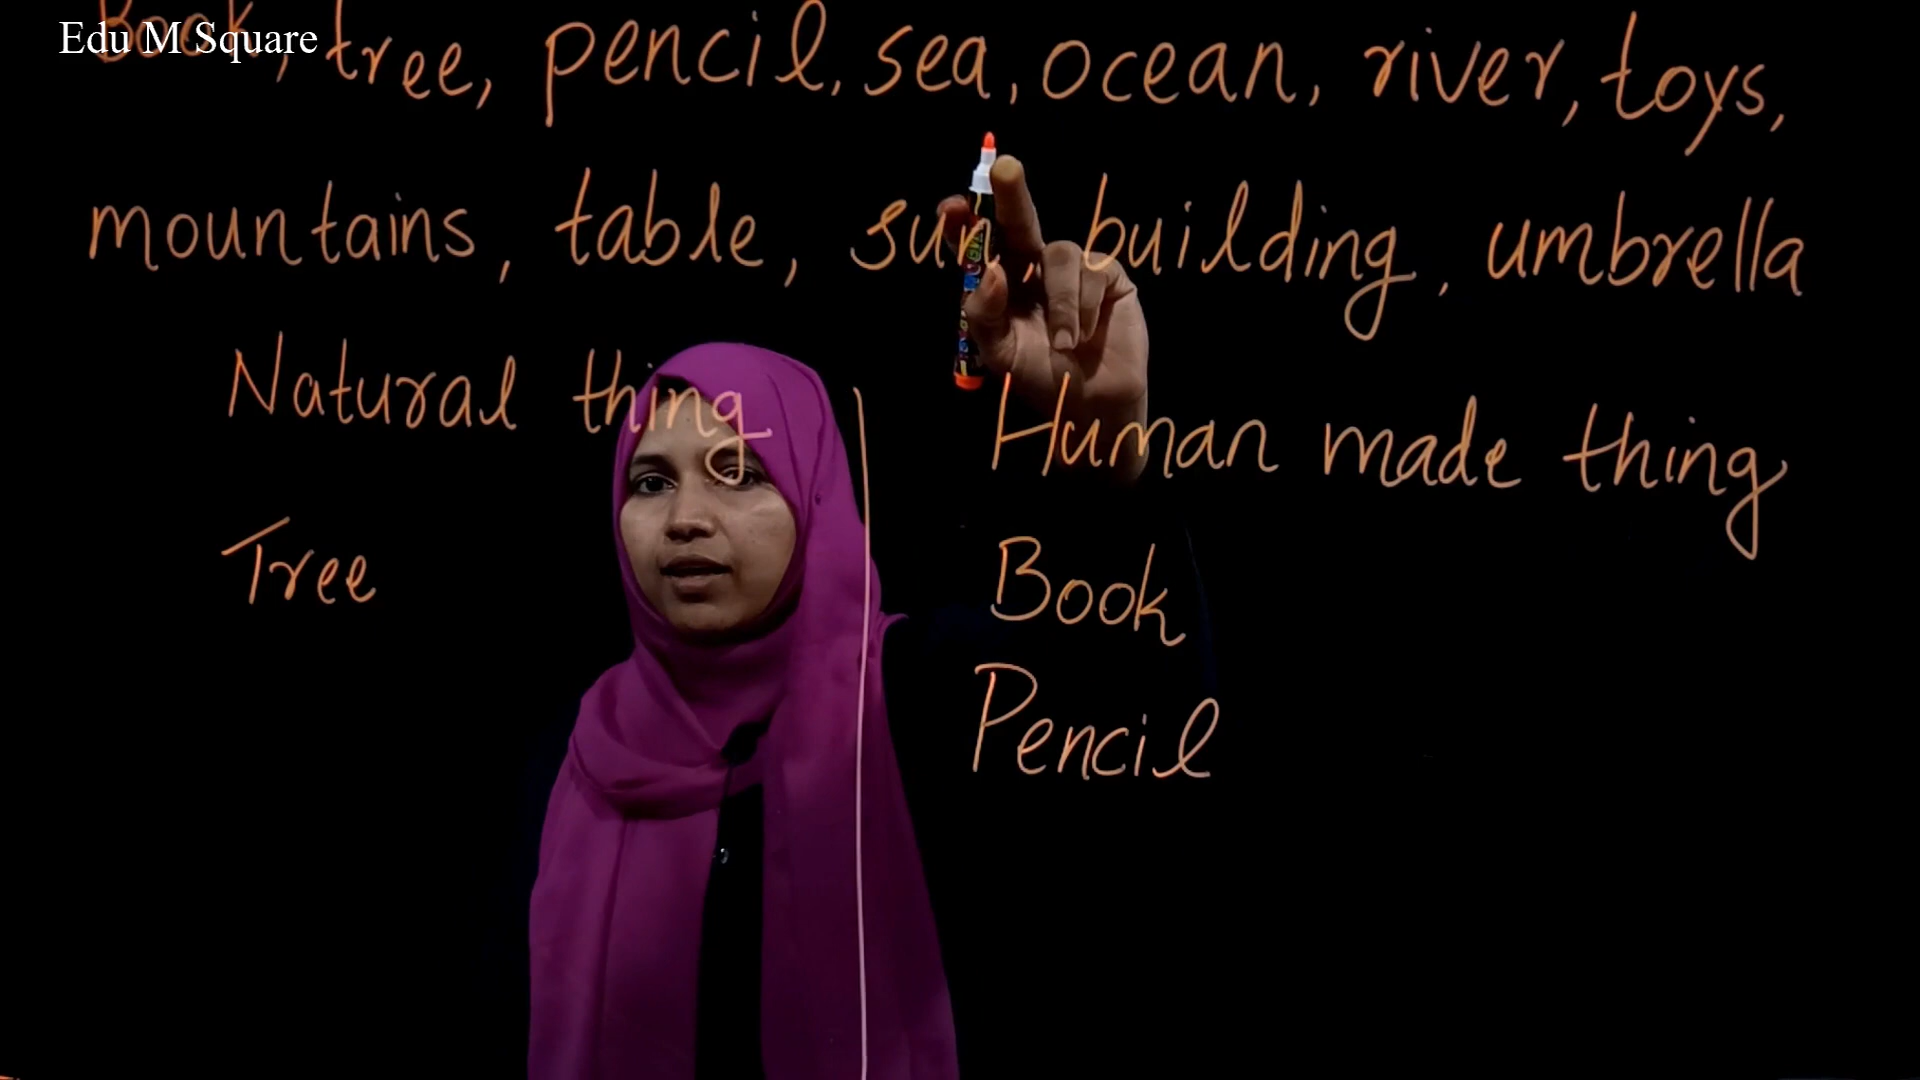 Edu M Square
Book, tree, pencil, sea, ocean, river, toys,
mountains, table, sun, building, umbrella
Natural thing
Human made thing
Tree
Book
Pencil